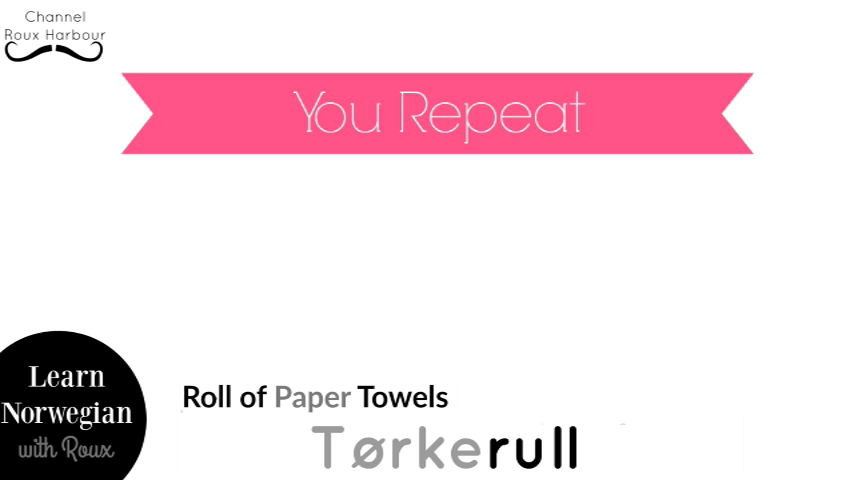 Channel
Roux Harbour
You Repeat
Learn
Norwegian
with Roux
Roll of Paper Towels
Tørkerull